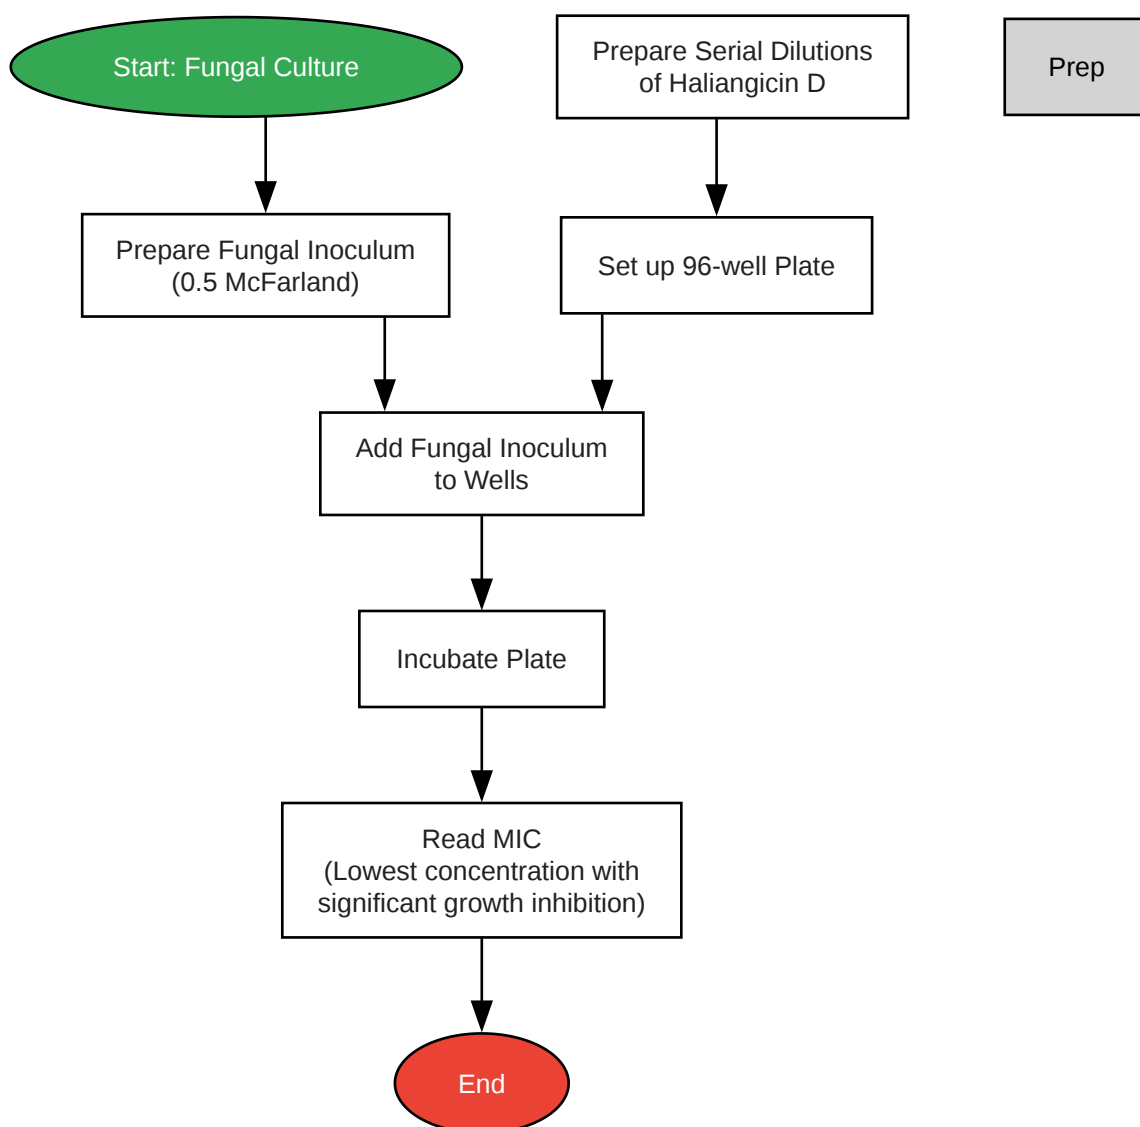 Start: Fungal Culture
Prepare Serial Dilutions
of Haliangicin D
Prep
Prepare Fungal Inoculum
(0.5 McFarland)
Set up 96-well Plate
Add Fungal Inoculum
to Wells
Incubate Plate
Read MIC
(Lowest concentration with
significant growth inhibition)
End